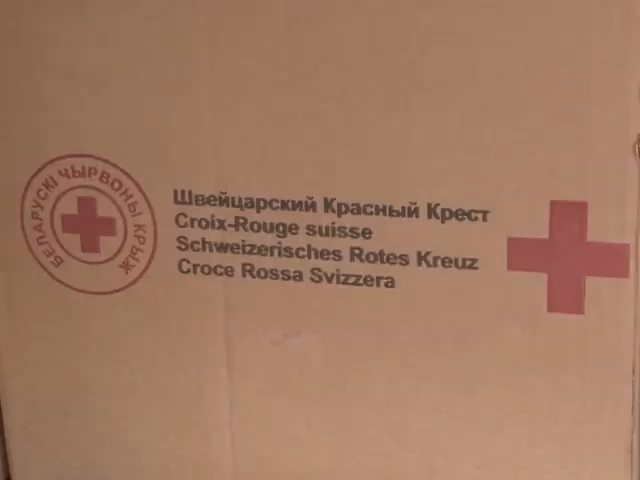 БЕЛАРУСКІ ЧЫРВОНЫ КРЫЖ
Швейцарский Красный Крест
Croix-Rouge suisse
Schweizerisches Rotes Kreuz
Croce Rossa Svizzera